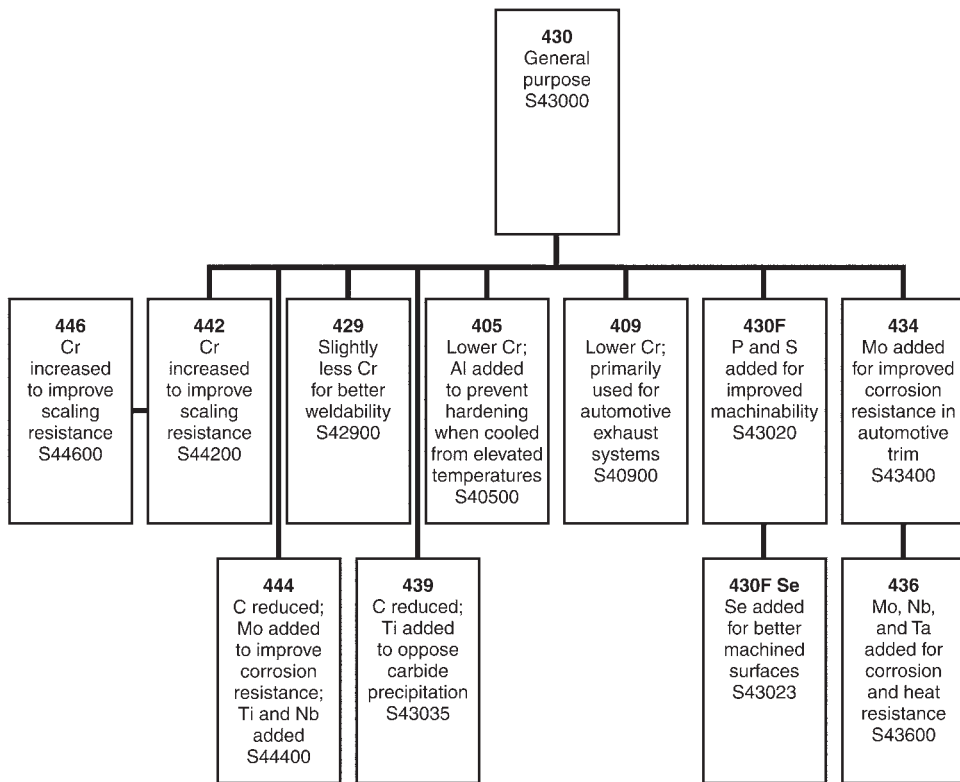 430
General
purpose
S43000
446
Cr
increased
to improve
scaling
resistance
S44600
442
Cr
increased
to improve
scaling
resistance
S44200
429
Slightly
less Cr
for better
weldability
S42900
405
Lower Cr;
Al added
to prevent
hardening
when cooled
from elevated
temperatures
S40500
409
Lower Cr;
primarily
used for
automotive
exhaust
systems
S40900
430F
P and S
added for
improved
machinability
S43020
434
Mo added
for improved
corrosion
resistance in
automotive
trim
S43400
444
C reduced;
Mo added
to improve
corrosion
resistance;
Ti and Nb
added
S44400
439
C reduced;
Ti added
to oppose
carbide
precipitation
S43035
430F Se
Se added
for better
machined
surfaces
S43023
436
Mo, Nb,
and Ta
added for
corrosion
and heat
resistance
S43600